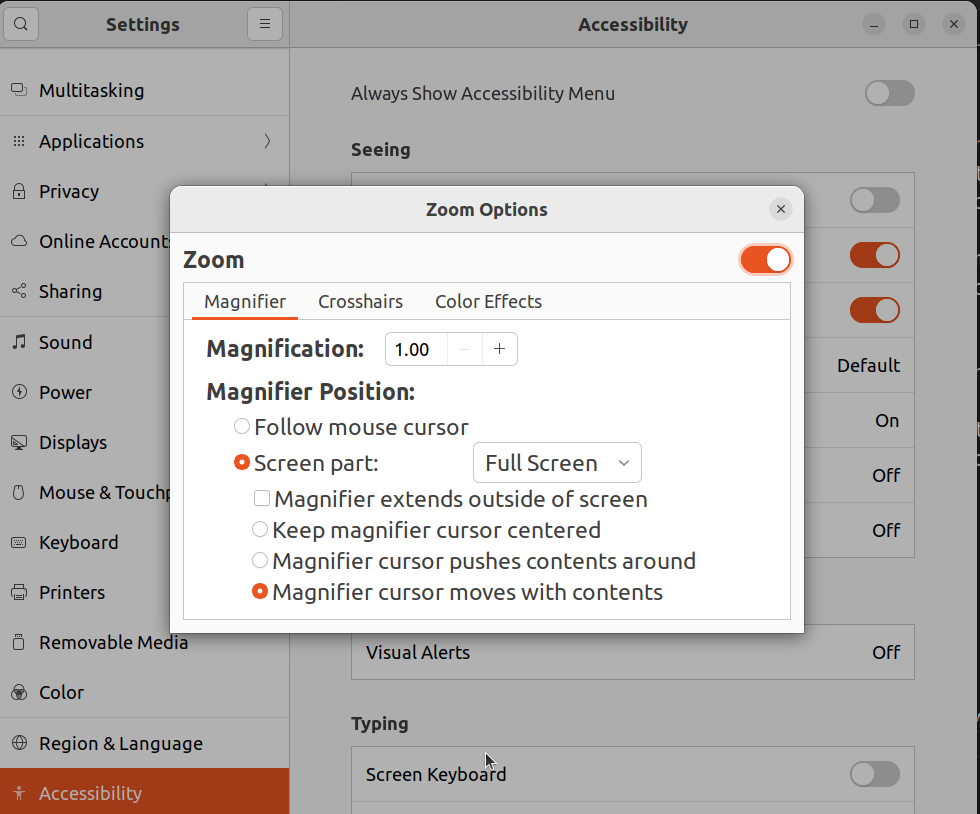 Settings
Accessibility
Multitasking
Applications
Privacy
Online Accounts
Sharing
Sound
Power
Displays
Mouse & Touchp
Keyboard
Printers
Removable Media
Color
Region & Language
Accessibility
Always Show Accessibility Menu
Seeing
Default
On
Off
Off
Zoom Options
Zoom
Magnifier Crosshairs Color Effects
Magnification: 1.00 − +
Magnifier Position:
Follow mouse cursor
Screen part: Full Screen
Magnifier extends outside of screen
Keep magnifier cursor centered
Magnifier cursor pushes contents around
Magnifier cursor moves with contents
Visual Alerts Off
Typing
Screen Keyboard